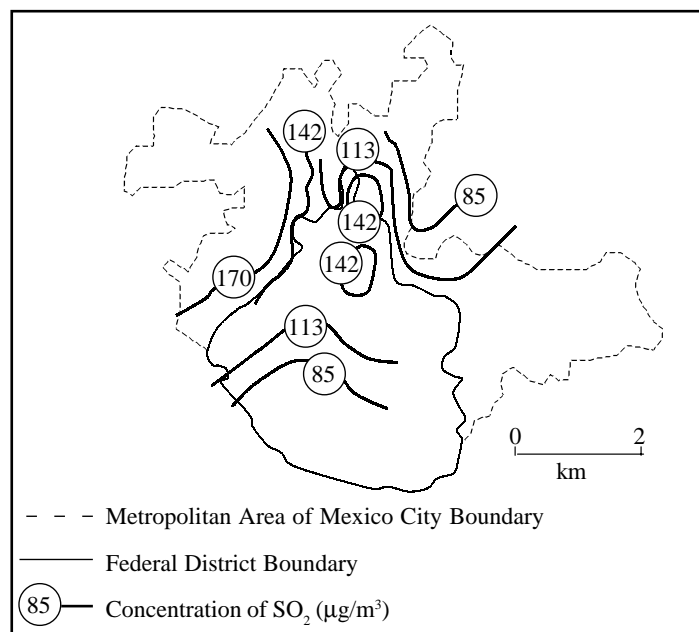 142
113
85
142
142
170
113
85
0 2
km
Metropolitan Area of Mexico City Boundary
Federal District Boundary
85 Concentration of SO₂ (µg/m³)